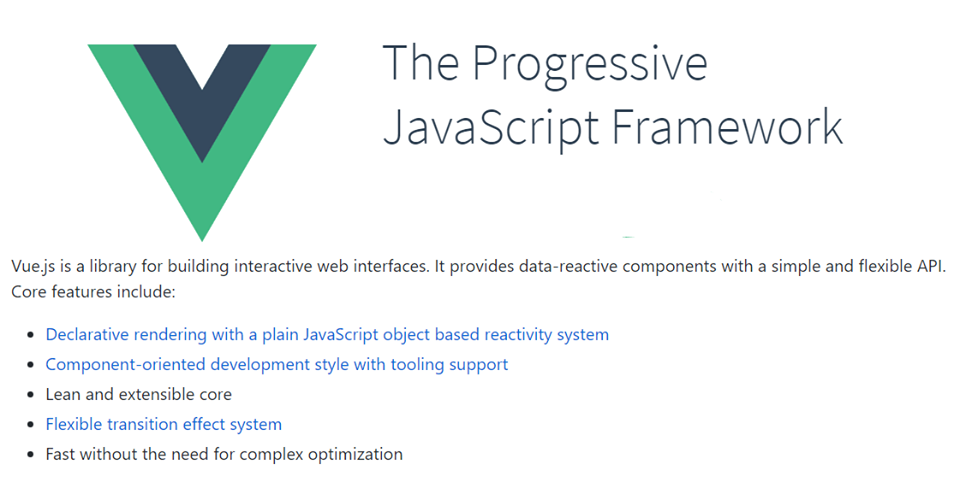 The Progressive
JavaScript Framework
Vue.js is a library for building interactive web interfaces. It provides data-reactive components with a simple and flexible API.
Core features include:
Declarative rendering with a plain JavaScript object based reactivity system
Component-oriented development style with tooling support
Lean and extensible core
Flexible transition effect system
Fast without the need for complex optimization